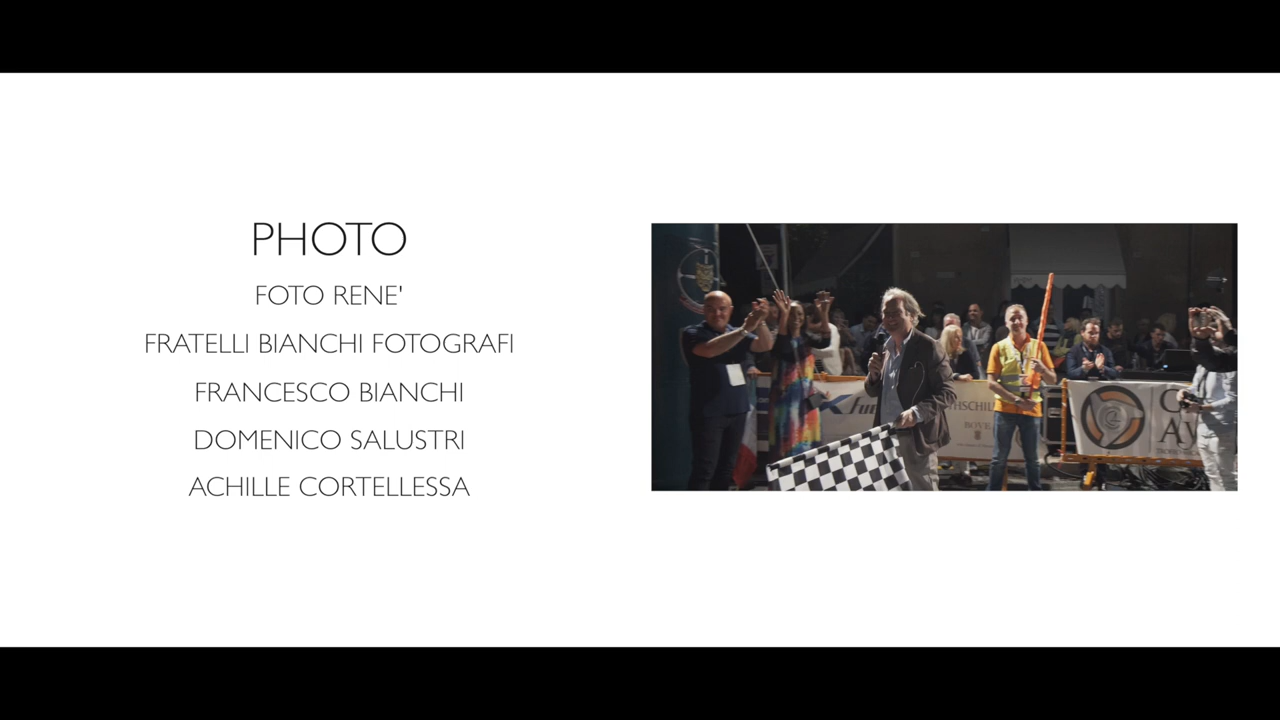 PHOTO
FOTO RENE'
FRATELLI BIANCHI FOTOGRAFI
FRANCESCO BIANCHI
DOMENICO SALUSTRI
ACHILLE CORTELLESSA